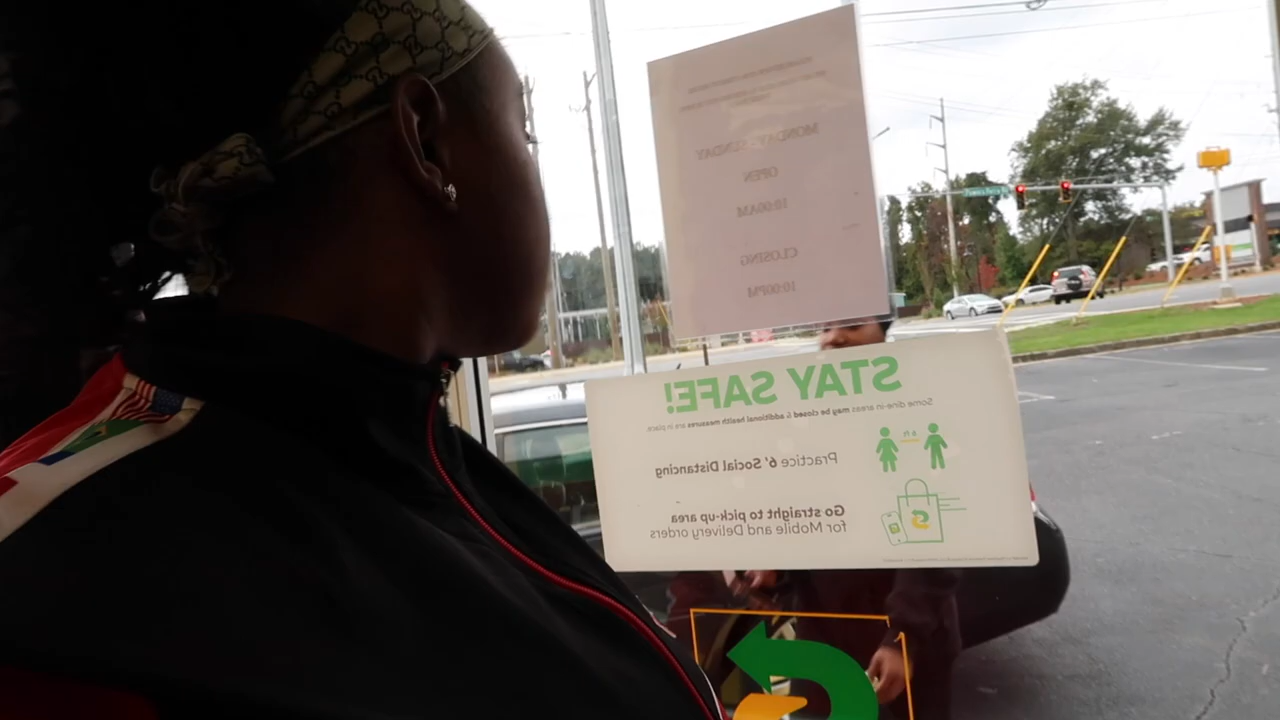 MONDAY-SUNDAY
OPEN
10:00AM
CLOSING
10:00PM
STAY SAFE!
Some dine-in areas may be closed & additional health measures are in place.
6 ft
Practice 6' Social Distancing
Go straight to pick-up area
for Mobile and Delivery orders